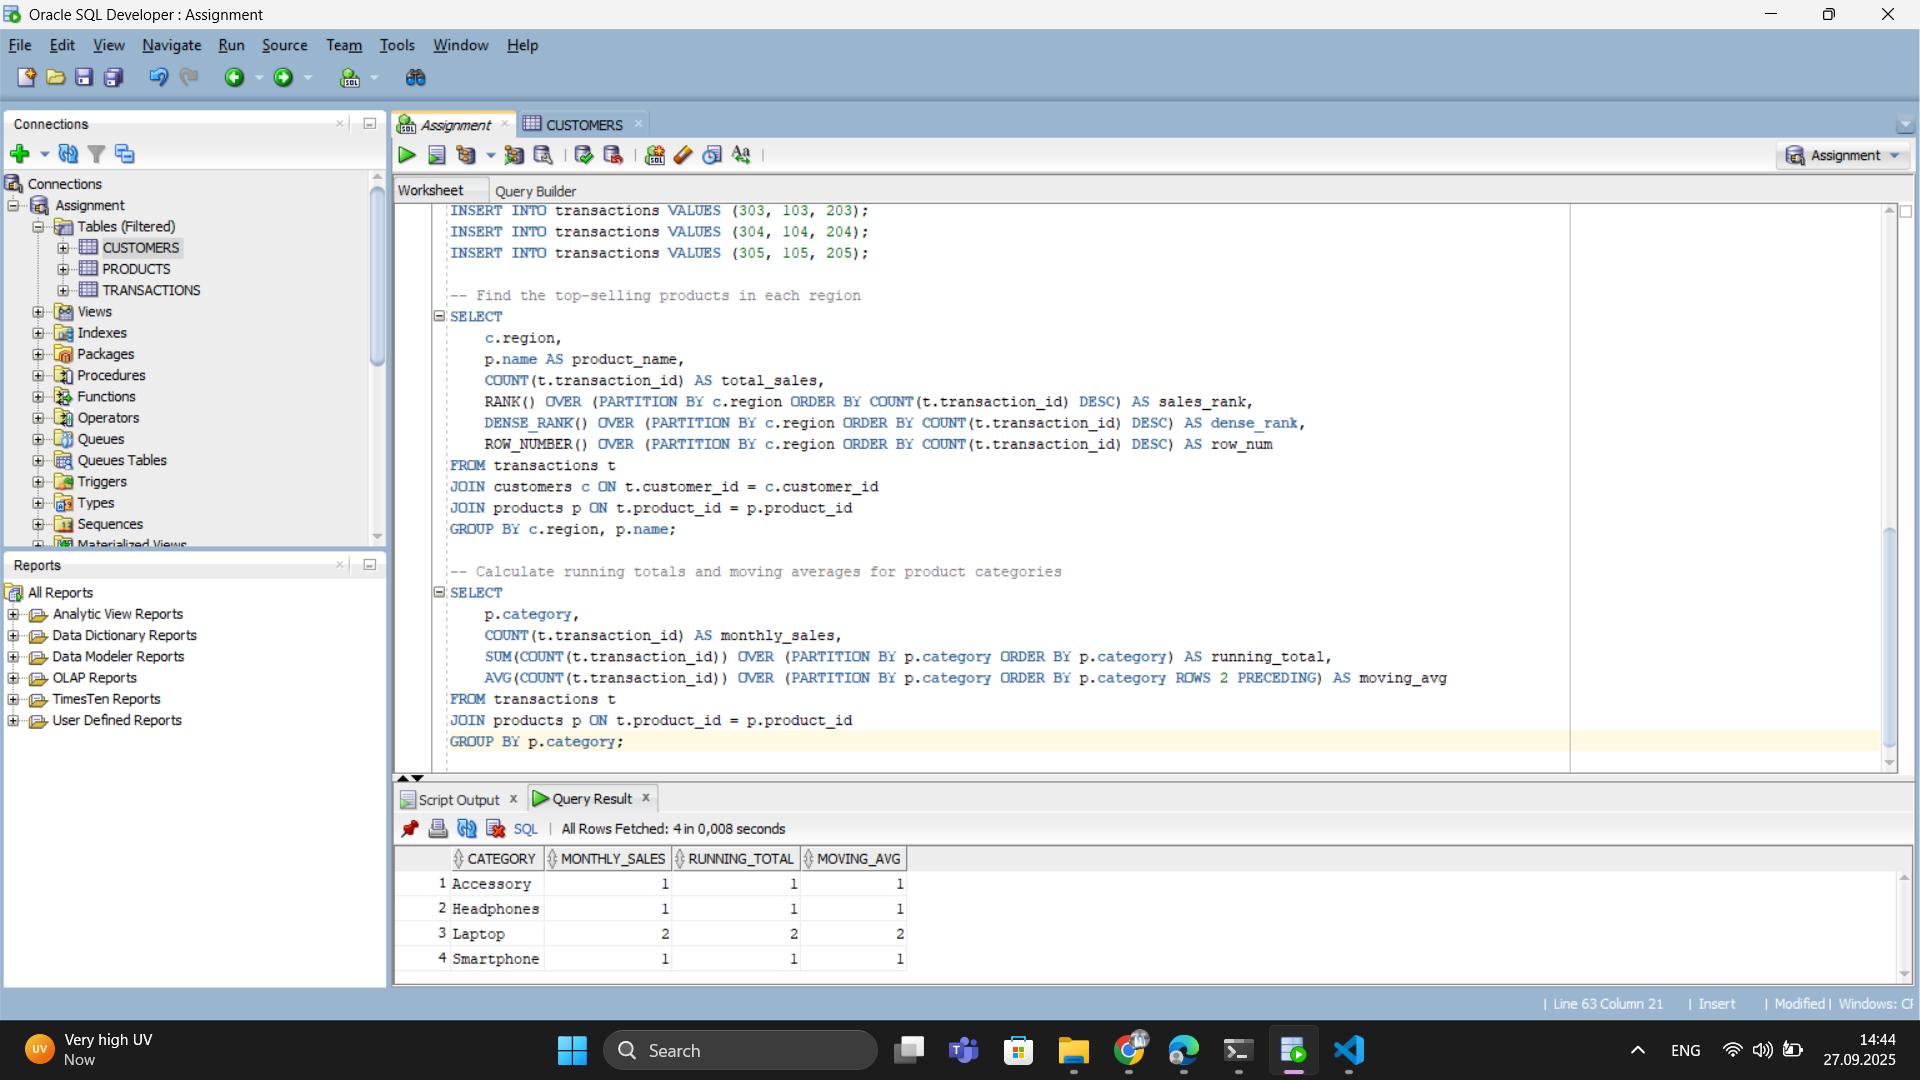 Oracle SQL Developer : Assignment
File Edit View Navigate Run Source Team Tools Window Help
Connections
Connections
Assignment
Tables (Filtered)
CUSTOMERS
PRODUCTS
TRANSACTIONS
Views
Indexes
Packages
Procedures
Functions
Operators
Queues
Queues Tables
Triggers
Types
Sequences
Materialized Views
Reports
All Reports
Analytic View Reports
Data Dictionary Reports
Data Modeler Reports
OLAP Reports
TimesTen Reports
User Defined Reports
Assignment CUSTOMERS
Assignment
Worksheet Query Builder
INSERT INTO transactions VALUES (303, 103, 203);
INSERT INTO transactions VALUES (304, 104, 204);
INSERT INTO transactions VALUES (305, 105, 205);
-- Find the top-selling products in each region
SELECT
c.region,
p.name AS product_name,
COUNT(t.transaction_id) AS total_sales,
RANK() OVER (PARTITION BY c.region ORDER BY COUNT(t.transaction_id) DESC) AS sales_rank,
DENSE_RANK() OVER (PARTITION BY c.region ORDER BY COUNT(t.transaction_id) DESC) AS dense_rank,
ROW_NUMBER() OVER (PARTITION BY c.region ORDER BY COUNT(t.transaction_id) DESC) AS row_num
FROM transactions t
JOIN customers c ON t.customer_id = c.customer_id
JOIN products p ON t.product_id = p.product_id
GROUP BY c.region, p.name;
-- Calculate running totals and moving averages for product categories
SELECT
p.category,
COUNT(t.transaction_id) AS monthly_sales,
SUM(COUNT(t.transaction_id)) OVER (PARTITION BY p.category ORDER BY p.category) AS running_total,
AVG(COUNT(t.transaction_id)) OVER (PARTITION BY p.category ORDER BY p.category ROWS 2 PRECEDING) AS moving_avg
FROM transactions t
JOIN products p ON t.product_id = p.product_id
GROUP BY p.category;
Script Output x Query Result x
SQL | All Rows Fetched: 4 in 0,008 seconds
CATEGORY MONTHLY_SALES RUNNING_TOTAL MOVING_AVG
1 Accessory 1 1 1
2 Headphones 1 1 1
3 Laptop 2 2 2
4 Smartphone 1 1 1
| Line 63 Column 21 | Insert | Modified | Windows: CF
UV
Very high UV
Now
Search
ENG
14:44
27.09.2025